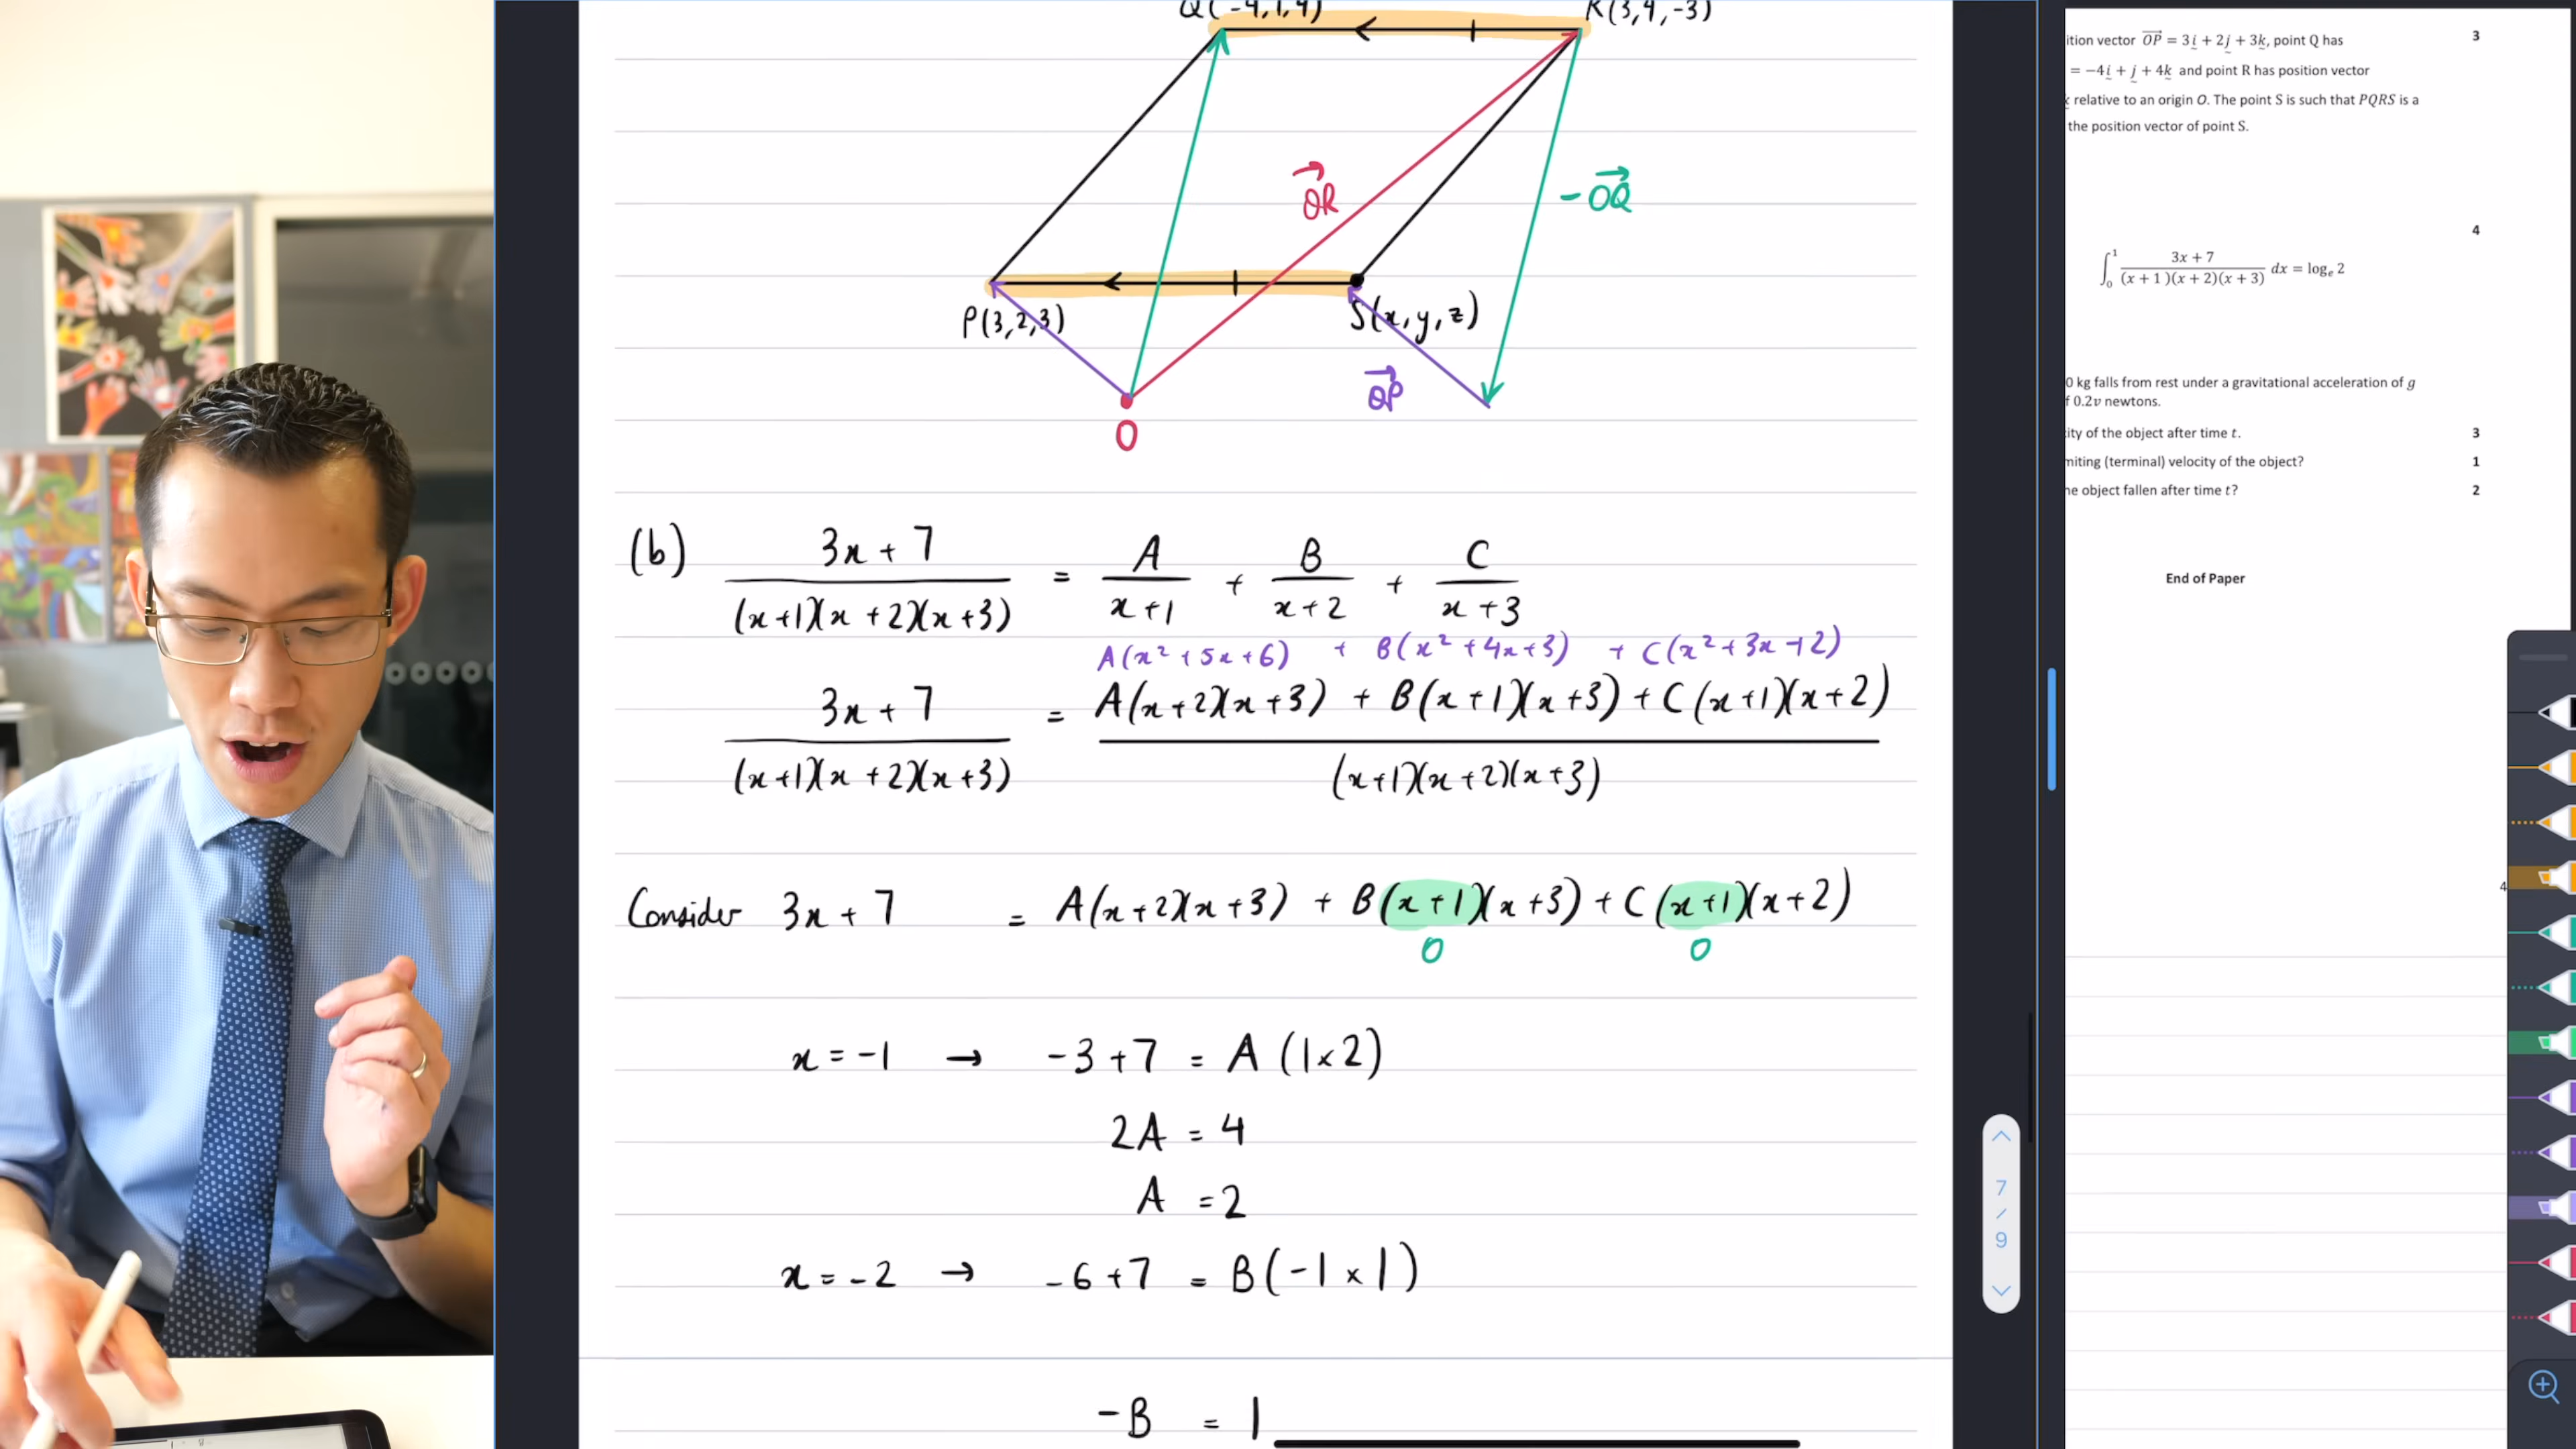 Q(-4,1,4)
R(3,4,-3)
OR
-OQ
P(3,2,3)
S(x,y,z)
OP
O
(b) 3x + 7 / (x+1)(x+2)(x+3) = A / x+1 + B / x+2 + C / x+3
A(x² + 5x + 6) + B(x² + 4x + 3) + C(x² + 3x + 2)
3x + 7 / (x+1)(x+2)(x+3) = A(x+2)(x+3) + B(x+1)(x+3) + C(x+1)(x+2) / (x+1)(x+2)(x+3)
Consider 3x + 7 = A(x+2)(x+3) + B(x+1)(x+3) + C(x+1)(x+2)
0 0
x = -1 → -3 + 7 = A (1×2)
2A = 4
A = 2
x = -2 → -6 + 7 = B(-1 × 1)
-B = 1
7
/
9
ition vector OP = 3i + 2j + 3k, point Q has 3
= −4i + j + 4k and point R has position vector
relative to an origin O. The point S is such that PQRS is a
the position vector of point S.
4
∫₀¹ 3x + 7 / (x + 1)(x + 2)(x + 3) dx = logₑ 2
0 kg falls from rest under a gravitational acceleration of g
f 0.2v newtons.
ity of the object after time t. 3
miting (terminal) velocity of the object? 1
he object fallen after time t? 2
End of Paper
4